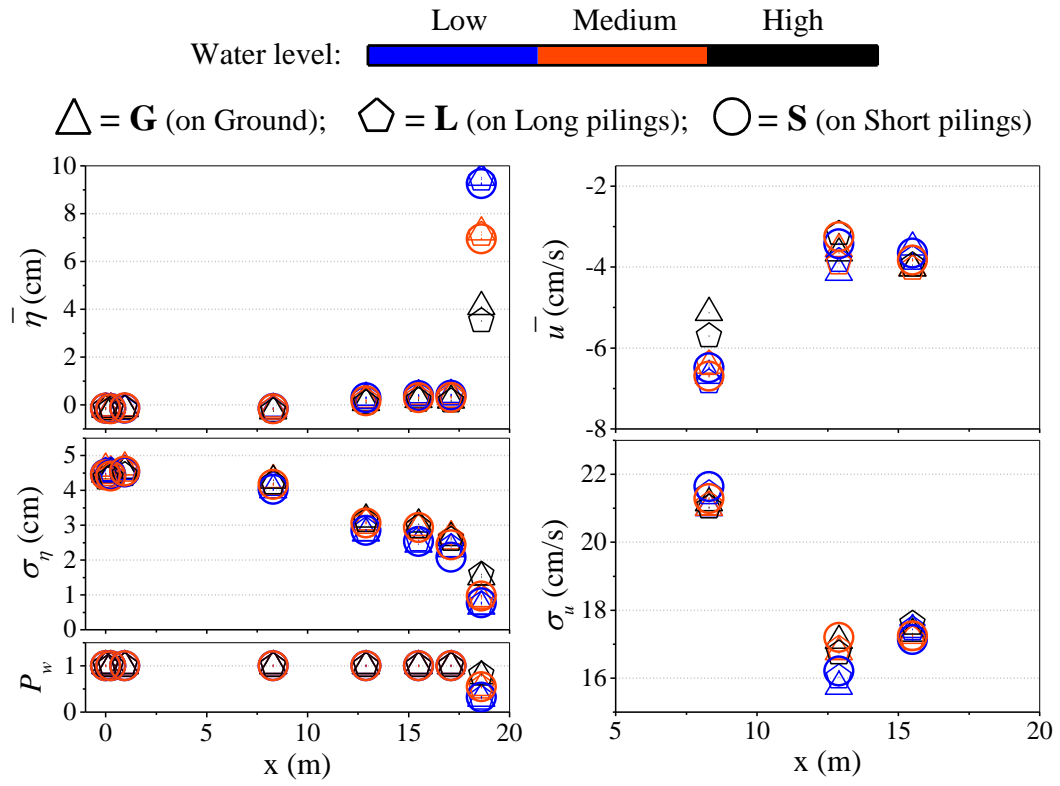 Low Medium High
Water level:
△ = G (on Ground); ⬠ = L (on Long pilings); ○ = S (on Short pilings)
10
8
6
4
2
0
η̄ (cm)
5
4
3
2
1
0
σ_η (cm)
1
0
P_w
0 5 10 15 20
x (m)
-2
-4
-6
-8
ū (cm/s)
22
20
18
16
σ_u (cm/s)
5 10 15 20
x (m)